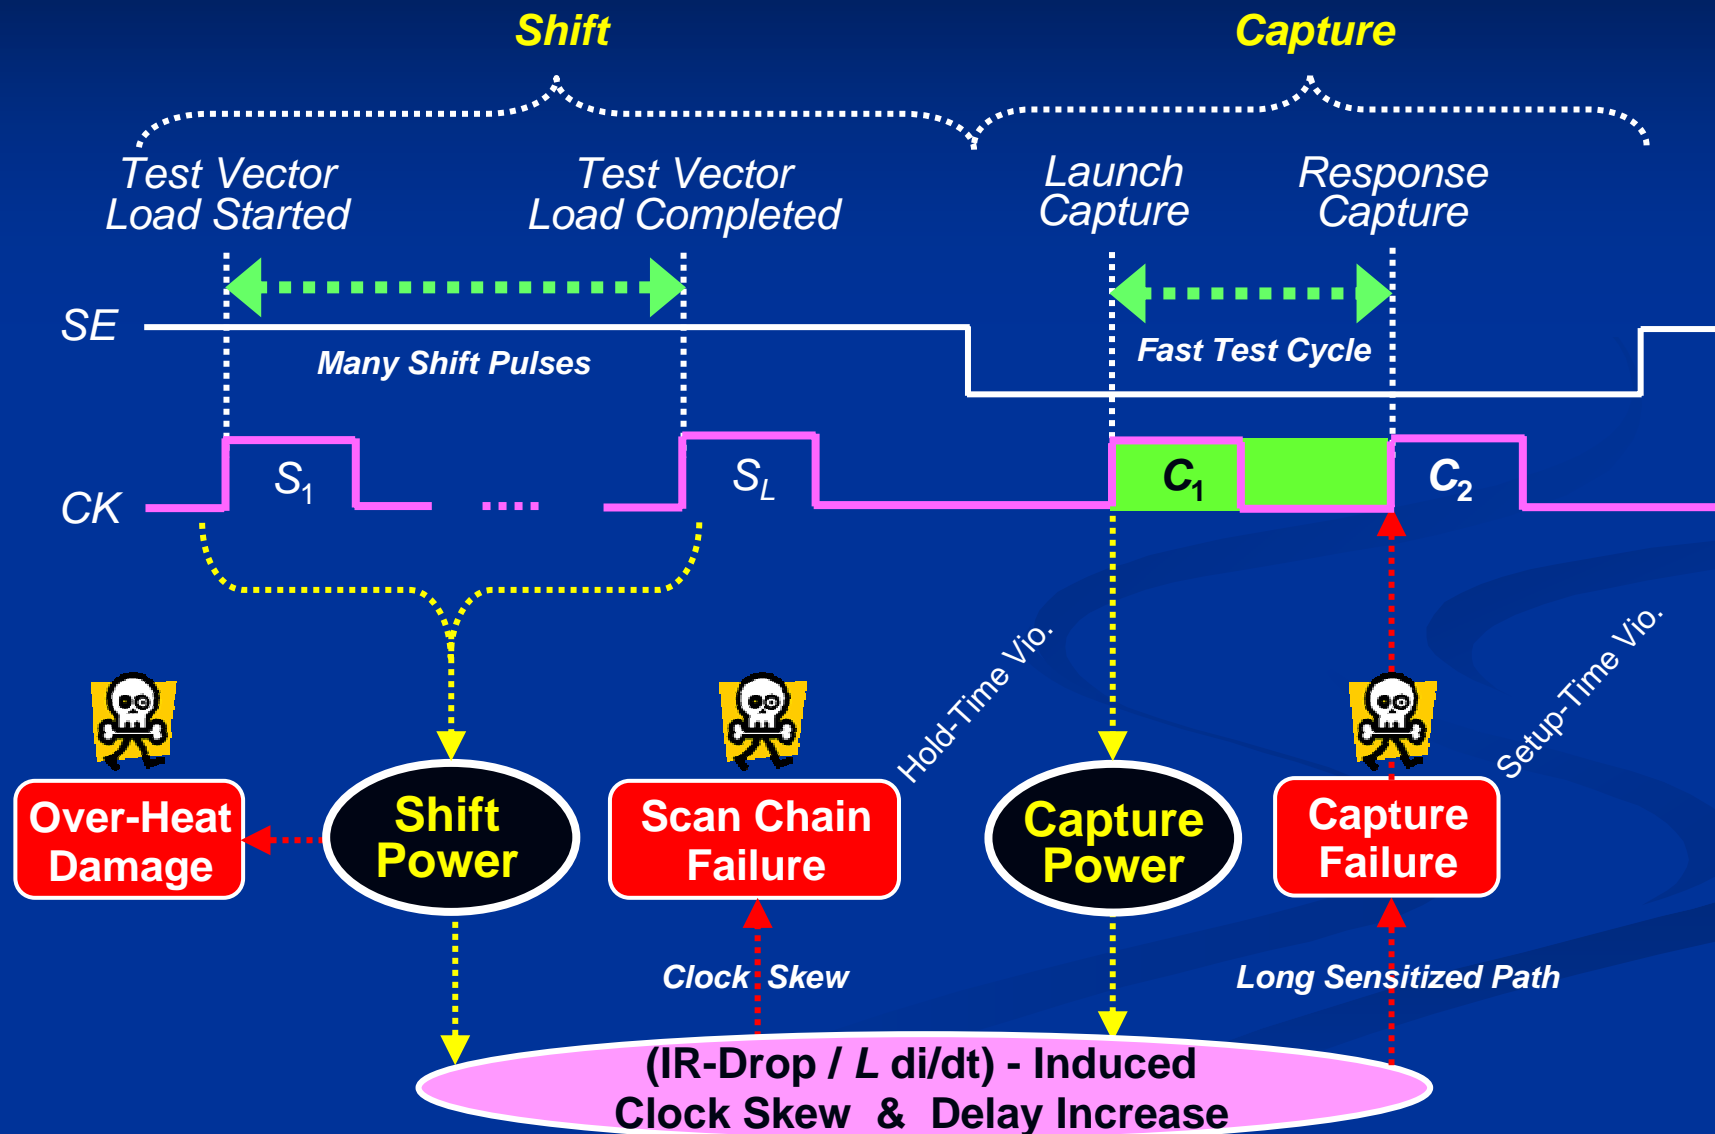 Shift
Capture
Test Vector
Load Started
Test Vector
Load Completed
Launch
Capture
Response
Capture
SE
Many Shift Pulses
Fast Test Cycle
CK
S1
SL
C1
C2
Hold-Time Vio.
Setup-Time Vio.
Over-Heat
Damage
Shift
Power
Scan Chain
Failure
Capture
Power
Capture
Failure
Clock Skew
Long Sensitized Path
(IR-Drop / L di/dt) - Induced
Clock Skew & Delay Increase